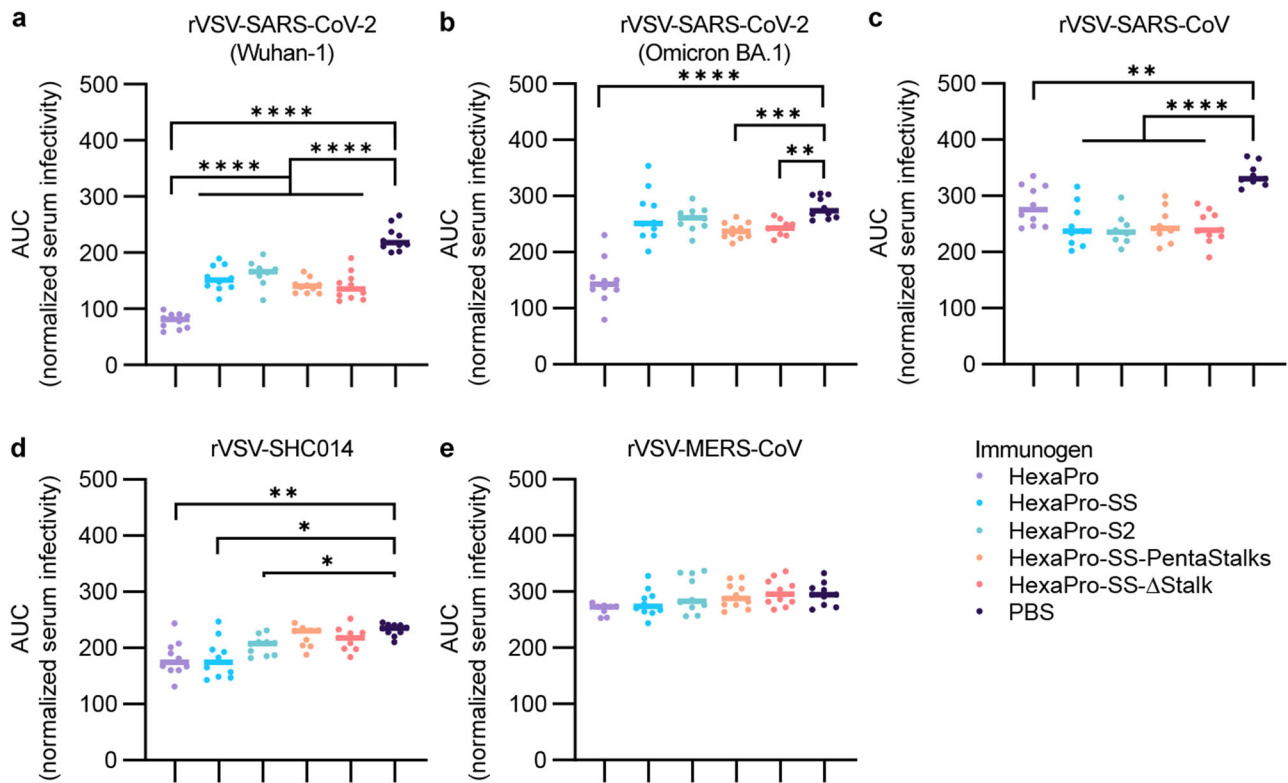 a
rVSV-SARS-CoV-2
(Wuhan-1)
AUC
(normalized serum infectivity)
500
400
300
200
100
0
****
****
****
b
rVSV-SARS-CoV-2
(Omicron BA.1)
AUC
(normalized serum infectivity)
500
400
300
200
100
0
****
***
**
c
rVSV-SARS-CoV
AUC
(normalized serum infectivity)
500
400
300
200
100
0
**
****
d
rVSV-SHC014
AUC
(normalized serum infectivity)
500
400
300
200
100
0
**
*
*
e
rVSV-MERS-CoV
AUC
(normalized serum infectivity)
500
400
300
200
100
0
Immunogen
HexaPro
HexaPro-SS
HexaPro-S2
HexaPro-SS-PentaStalks
HexaPro-SS-ΔStalk
PBS